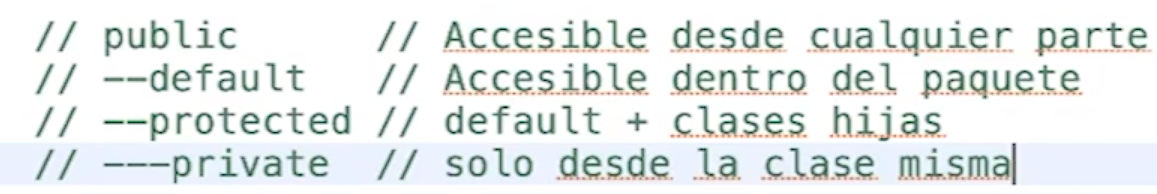 // public      // Accesible desde cualquier parte
// --default   // Accesible dentro del paquete
// --protected // default + clases hijas
// ---private  // solo desde la clase misma